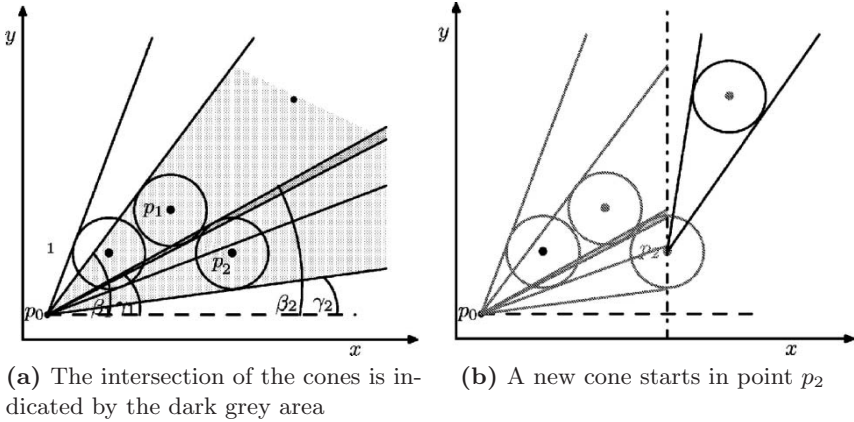 y
p₁
1
p₂
p₀
β₁ γ₁
β₂
γ₂
x
(a) The intersection of the cones is in-
dicated by the dark grey area
y
p₂
p₀
x
(b) A new cone starts in point p₂